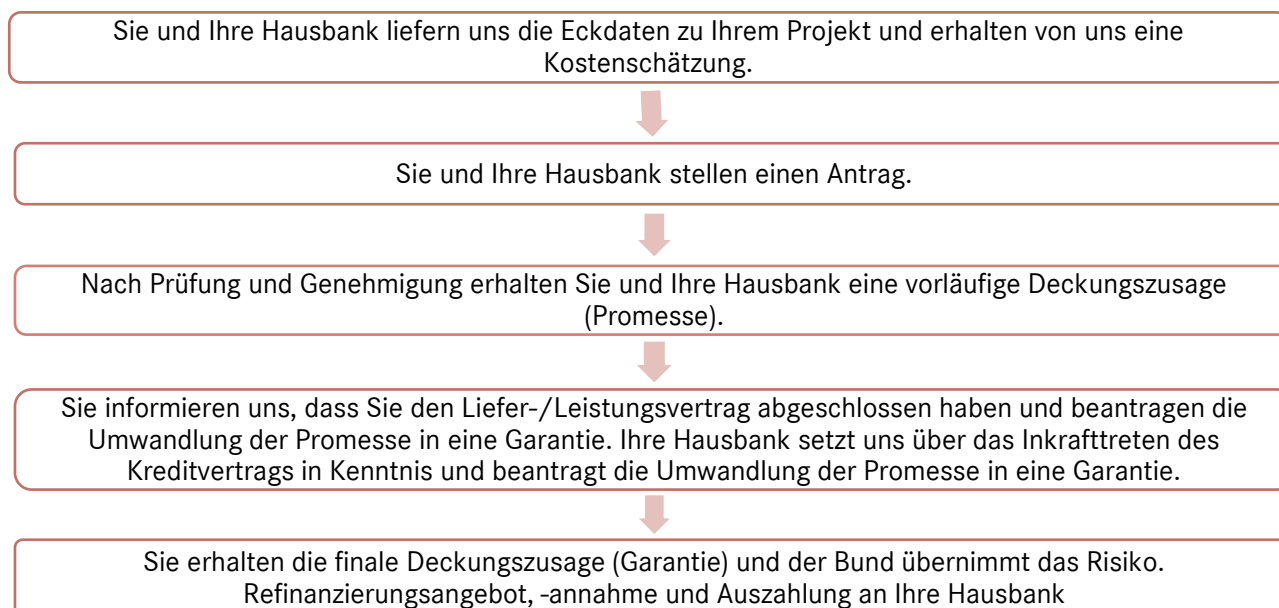 Sie und Ihre Hausbank liefern uns die Eckdaten zu Ihrem Projekt und erhalten von uns eine
Kostenschätzung.
Sie und Ihre Hausbank stellen einen Antrag.
Nach Prüfung und Genehmigung erhalten Sie und Ihre Hausbank eine vorläufige Deckungszusage
(Promesse).
Sie informieren uns, dass Sie den Liefer-/Leistungsvertrag abgeschlossen haben und beantragen die
Umwandlung der Promesse in eine Garantie. Ihre Hausbank setzt uns über das Inkrafttreten des
Kreditvertrags in Kenntnis und beantragt die Umwandlung der Promesse in eine Garantie.
Sie erhalten die finale Deckungszusage (Garantie) und der Bund übernimmt das Risiko.
Refinanzierungsangebot, -annahme und Auszahlung an Ihre Hausbank